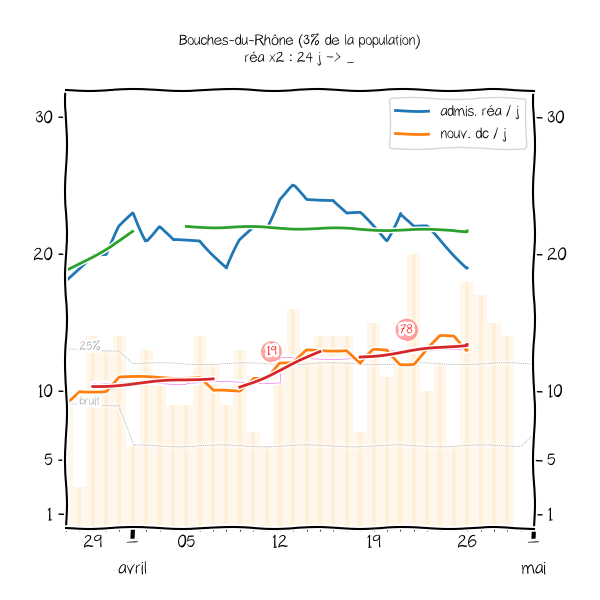 Bouches-du-Rhône (3% de la population)
réa x2 : 24 j -> _
admis. réa / j
nouv. dc / j
30
30
20
20
25%
19
78
10
10
bruit
5
5
1
1
29
05
12
19
26
avril
mai